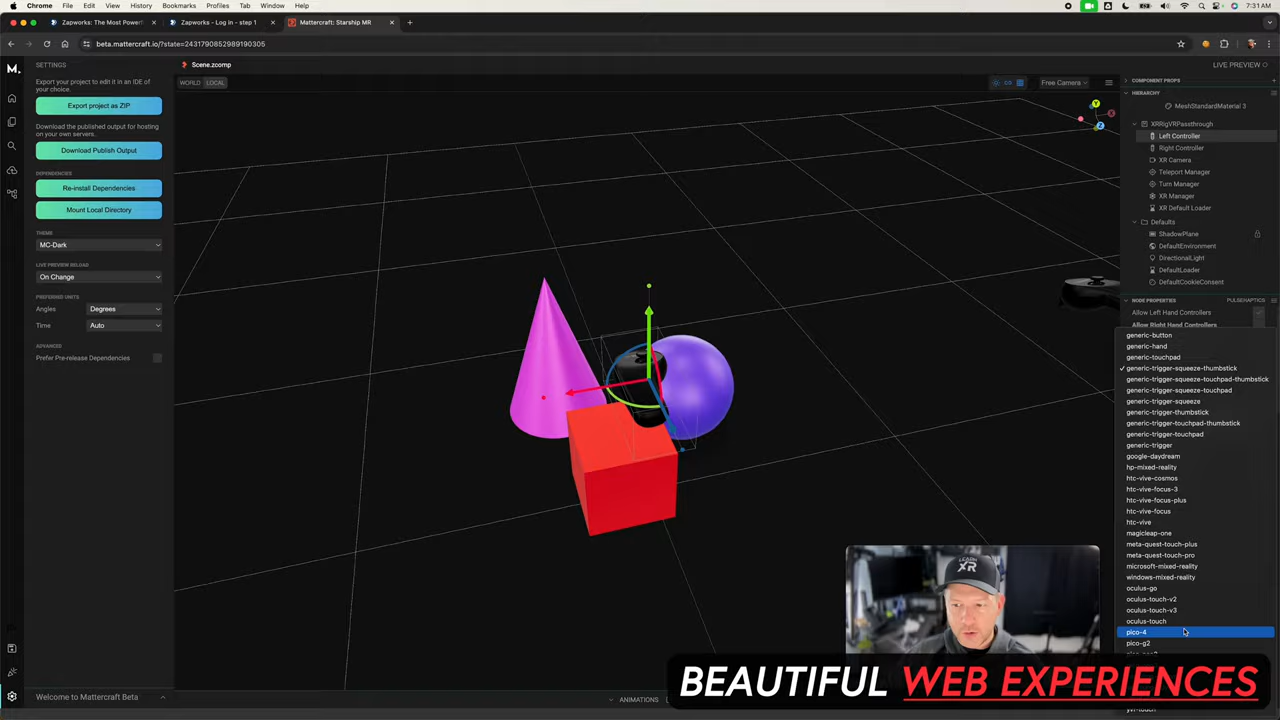 Chrome File Edit View History Bookmarks Profiles Tab Window Help
7:31 AM
Zapworks: The Most Powerf
Zapworks - Log in - step 1
Mattercraft: Starship MR
beta.mattercraft.io/?state=2431790852989190305
M.
SETTINGS
Export your project to edit it in an IDE of
your choice.
Export project as ZIP
Download the published output for hosting
on your own servers.
Download Publish Output
DEPENDENCIES
Re-install Dependencies
Mount Local Directory
THEME
MC-Dark
LIVE PREVIEW RELOAD
On Change
PREFERRED UNITS
Angles Degrees
Time Auto
ADVANCED
Prefer Pre-release Dependencies
Welcome to Mattercraft Beta
Scene.zcomp
WORLD LOCAL
Free Camera
LIVE PREVIEW
Y
X
Z
ANIMATIONS
COMPONENT PROPS
HIERARCHY
MeshStandardMaterial 3
XRRigVRPassthrough
Left Controller
Right Controller
XR Camera
Teleport Manager
Turn Manager
XR Manager
XR Default Loader
Defaults
ShadowPlane
DefaultEnvironment
DirectionalLight
DefaultLoader
DefaultCookieConsent
NODE PROPERTIES PULSEHAPTICS
Allow Left Hand Controllers
Allow Right Hand Controllers
generic-button
generic-hand
generic-touchpad
generic-trigger-squeeze-thumbstick
generic-trigger-squeeze-touchpad-thumbstick
generic-trigger-squeeze-touchpad
generic-trigger-squeeze
generic-trigger-thumbstick
generic-trigger-touchpad-thumbstick
generic-trigger-touchpad
generic-trigger
google-daydream
hp-mixed-reality
htc-vive-cosmos
htc-vive-focus-3
htc-vive-focus-plus
htc-vive-focus
htc-vive
magicleap-one
meta-quest-touch-plus
meta-quest-touch-pro
microsoft-mixed-reality
windows-mixed-reality
oculus-go
oculus-touch-v2
oculus-touch-v3
oculus-touch
pico-4
pico-g2
LEARN
XR
BEAUTIFUL WEB EXPERIENCES